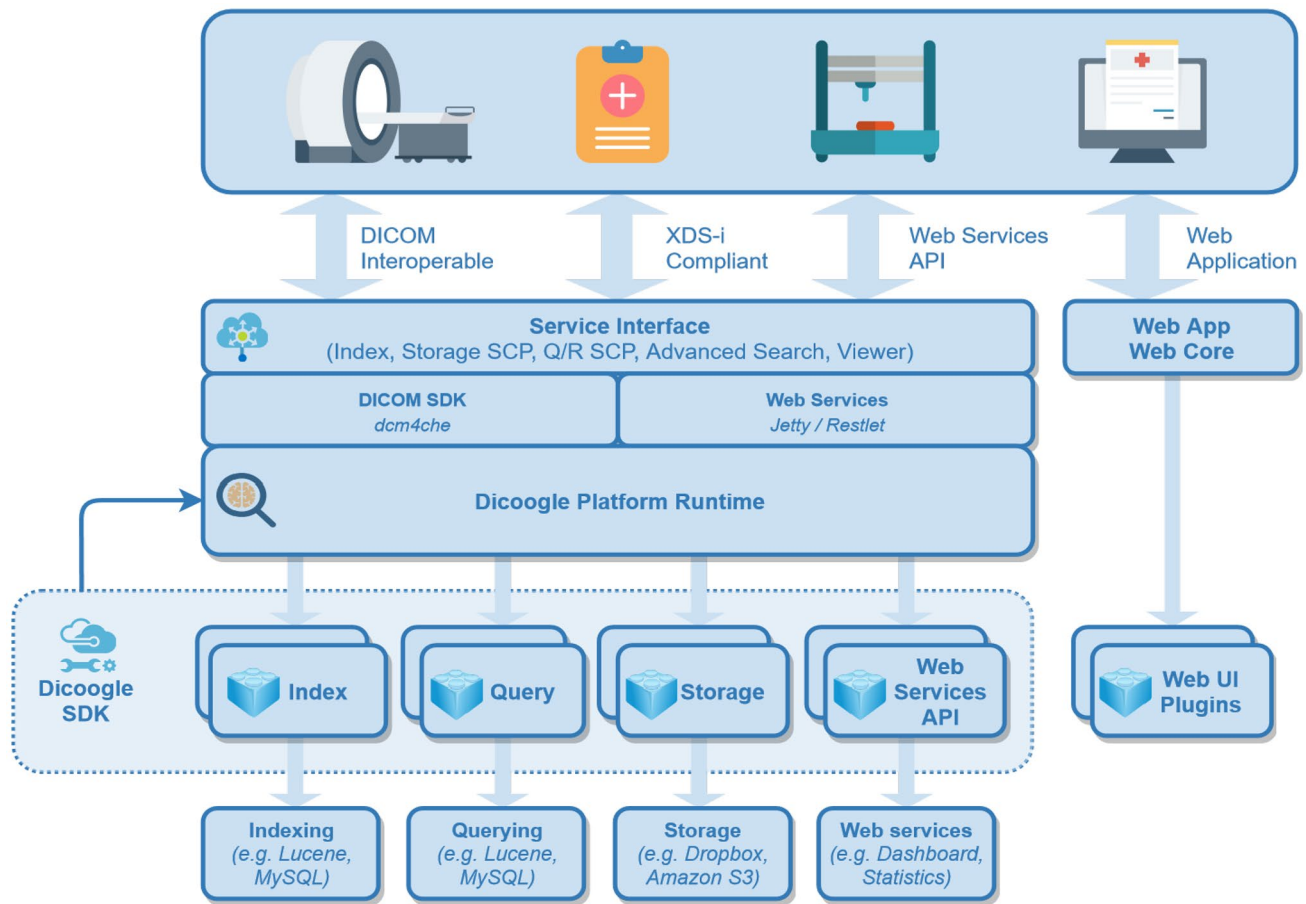 DICOM
Interoperable
XDS-i
Compliant
Web Services
API
Web
Application
Service Interface
(Index, Storage SCP, Q/R SCP, Advanced Search, Viewer)
Web App
Web Core
DICOM SDK
dcm4che
Web Services
Jetty / Restlet
Dicoogle Platform Runtime
Dicoogle
SDK
Index
Query
Storage
Web
Services
API
Web UI
Plugins
Indexing
(e.g. Lucene,
MySQL)
Querying
(e.g. Lucene,
MySQL)
Storage
(e.g. Dropbox,
Amazon S3)
Web services
(e.g. Dashboard,
Statistics)